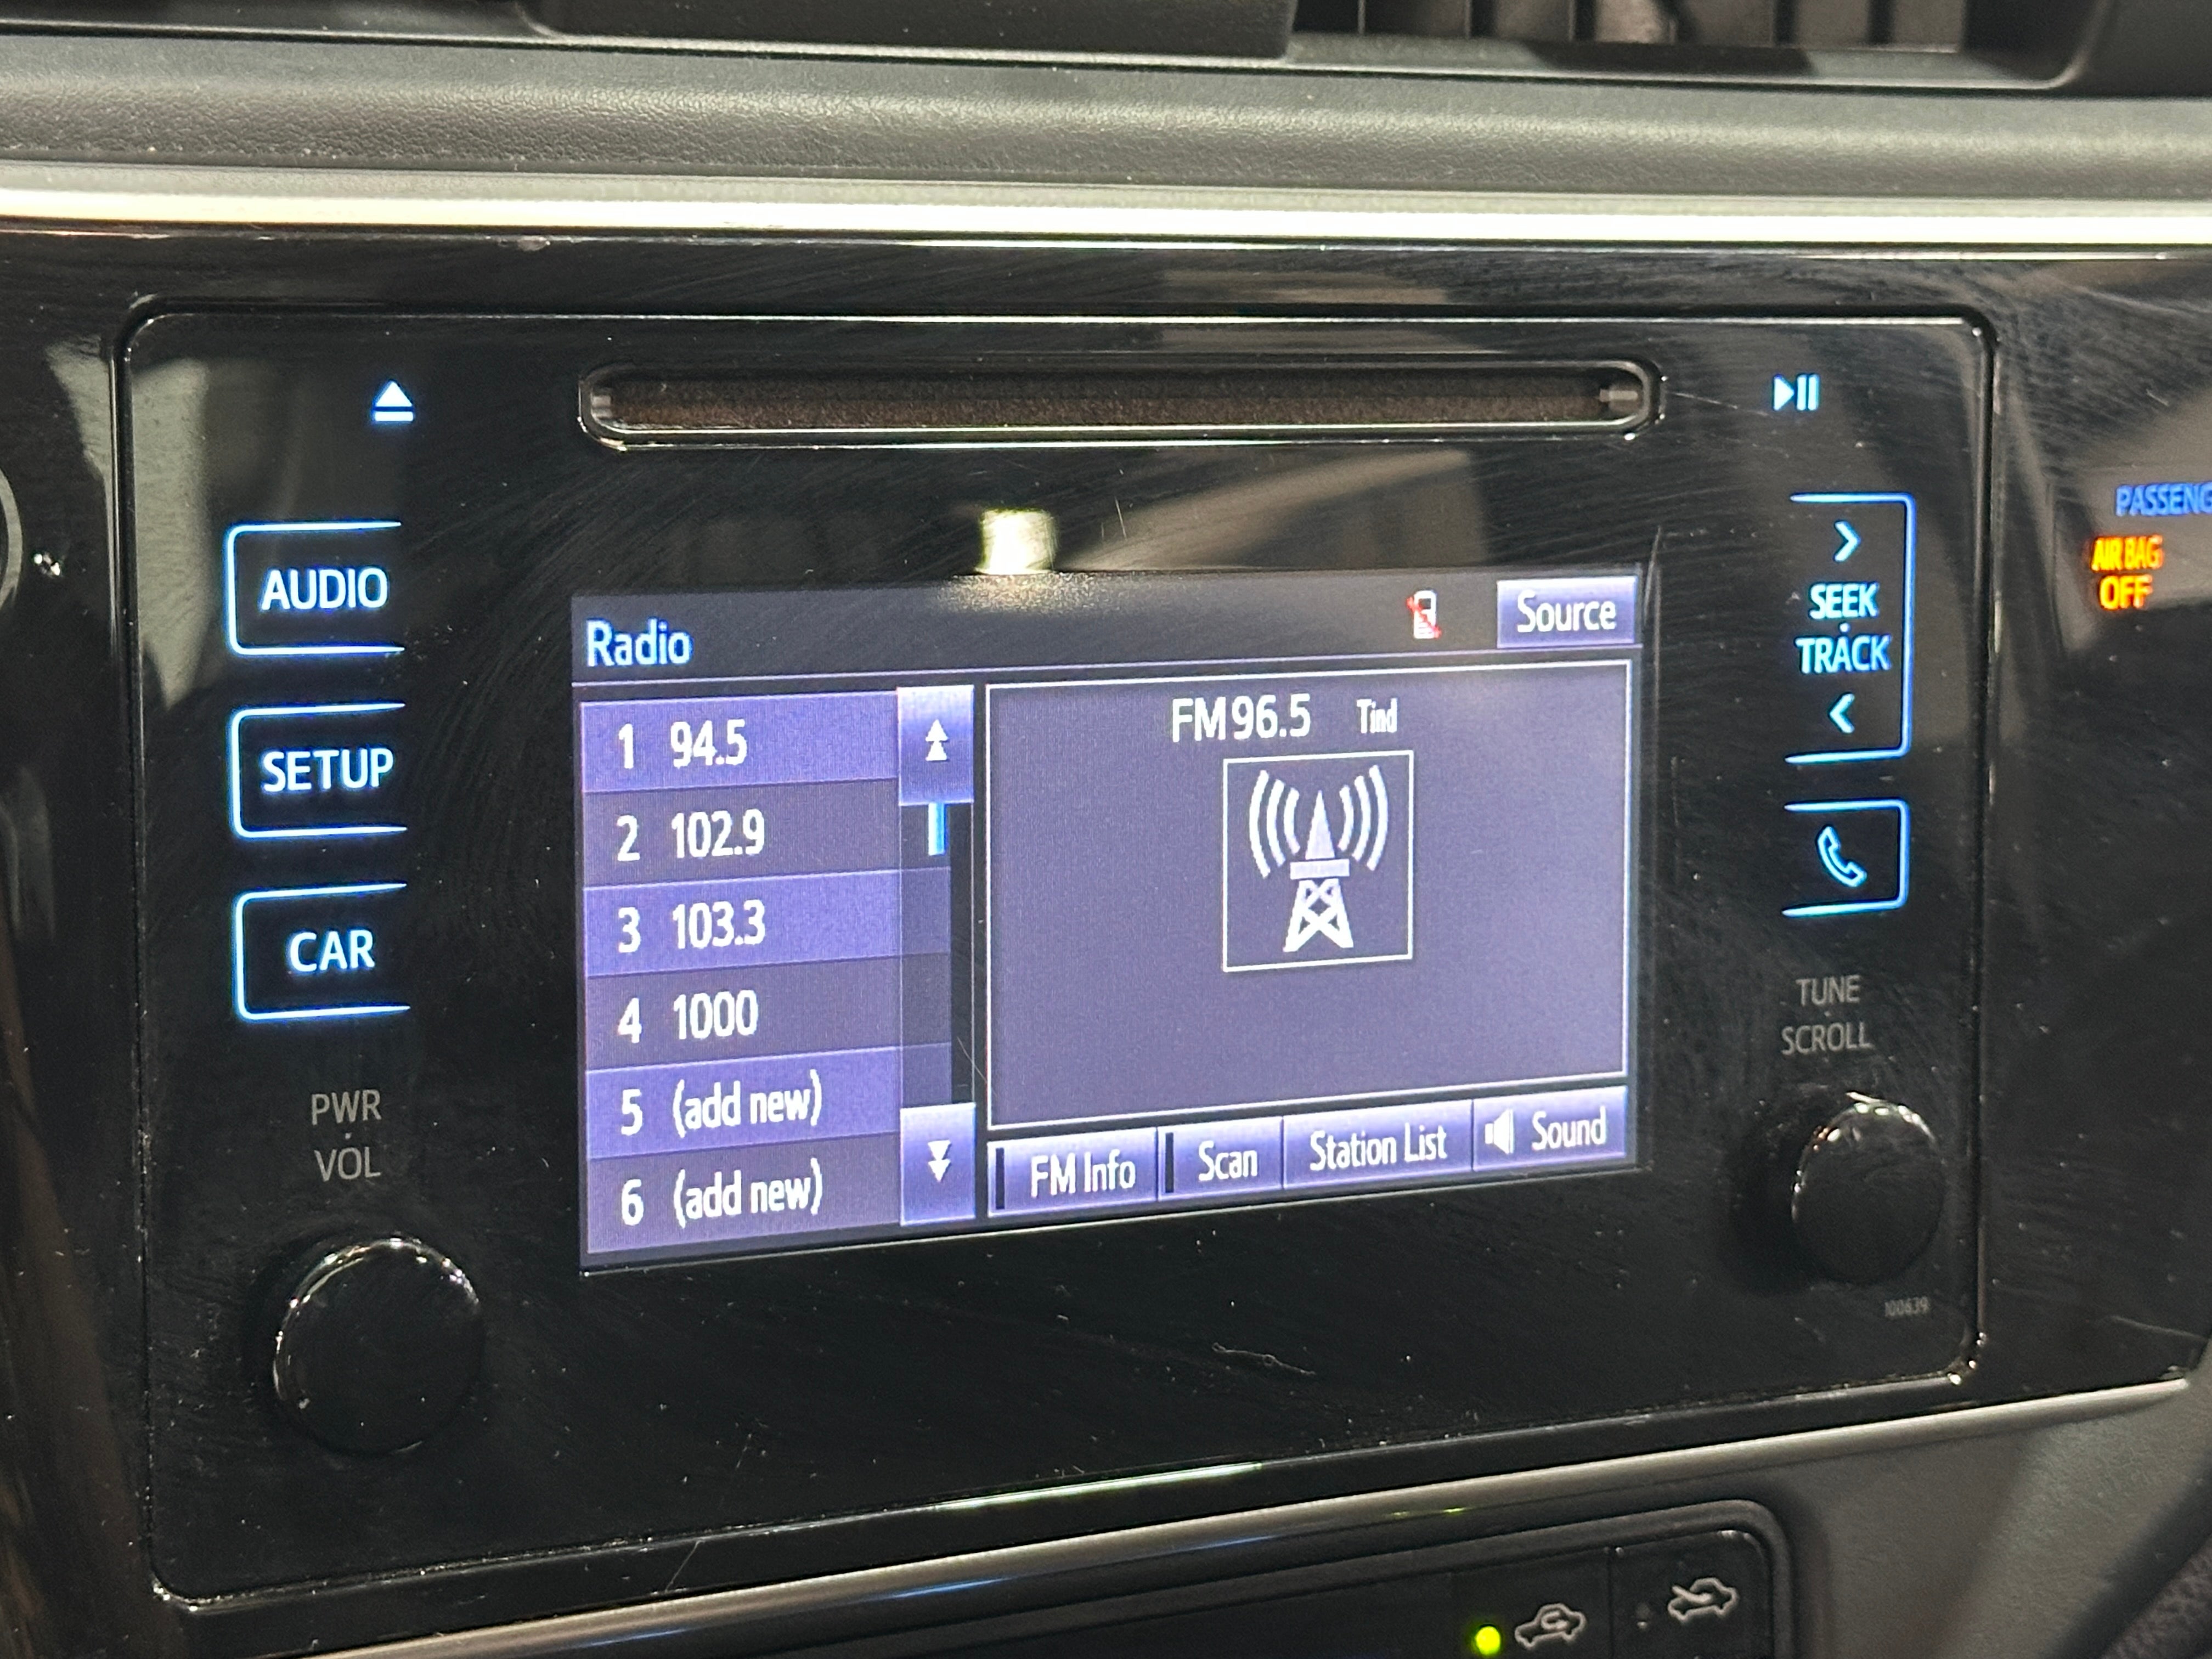 AUDIO
SETUP
CAR
PWR
VOL
Radio
Source
1 94.5
2 102.9
3 103.3
4 1000
5 (add new)
6 (add new)
FM 96.5 Tind
FM Info
Scan
Station List
Sound
SEEK
TRACK
TUNE
SCROLL
100639
AIR BAG
OFF